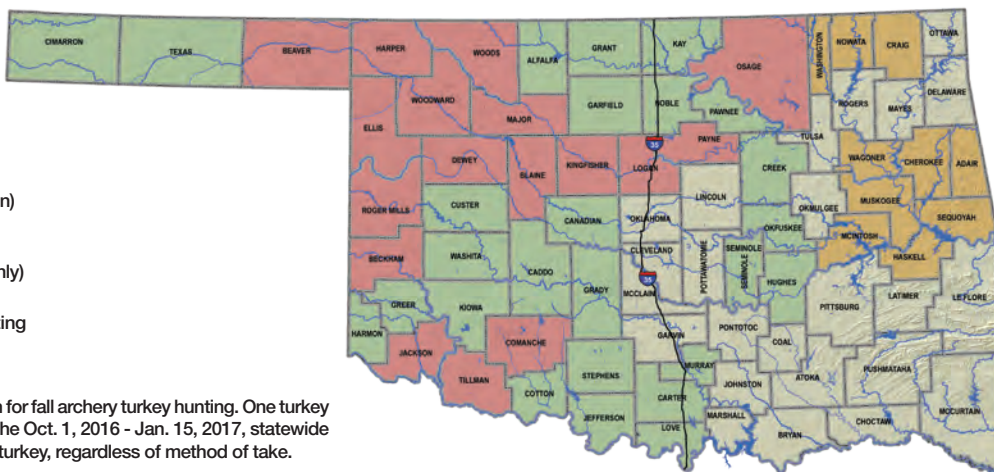 CIMARRON
TEXAS
BEAVER
HARPER
WOODS
ALFALFA
GRANT
KAY
OSAGE
WASHINGTON
NOWATA
CRAIG
OTTAWA
WOODWARD
MAJOR
GARFIELD
NOBLE
PAWNEE
ROGERS
MAYES
DELAWARE
ELLIS
DEWEY
BLAINE
KINGFISHER
LOGAN
35
PAYNE
TULSA
CREEK
WAGONER
CHEROKEE
ADAIR
n)
ROGER MILLS
CUSTER
CANADIAN
OKLAHOMA
LINCOLN
OKMULGEE
MUSKOGEE
SEQUOYAH
OKFUSKEE
MCINTOSH
HASKELL
nly)
BECKHAM
WASHITA
CADDO
GRADY
CLEVELAND
35
MCCLAIN
POTTAWATOMIE
SEMINOLE
SEMINOLE
HUGHES
PITTSBURG
LATIMER
LEFLORE
ting
GREER
KIOWA
HARMON
JACKSON
COMANCHE
GARVIN
PONTOTOC
COAL
TILLMAN
COTTON
STEPHENS
MURRAY
JOHNSTON
ATOKA
PUSHMATAHA
MCCURTAIN
JEFFERSON
CARTER
LOVE
MARSHALL
BRYAN
CHOCTAW
n for fall archery turkey hunting. One turkey
he Oct. 1, 2016 - Jan. 15, 2017, statewide
turkey, regardless of method of take.